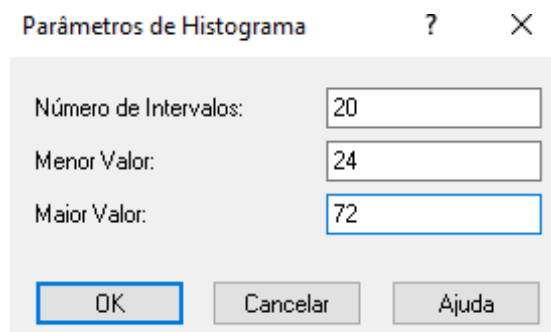 Parâmetros de Histograma ? ×
Número de Intervalos: 20
Menor Valor: 24
Maior Valor: 72
OK Cancelar Ajuda